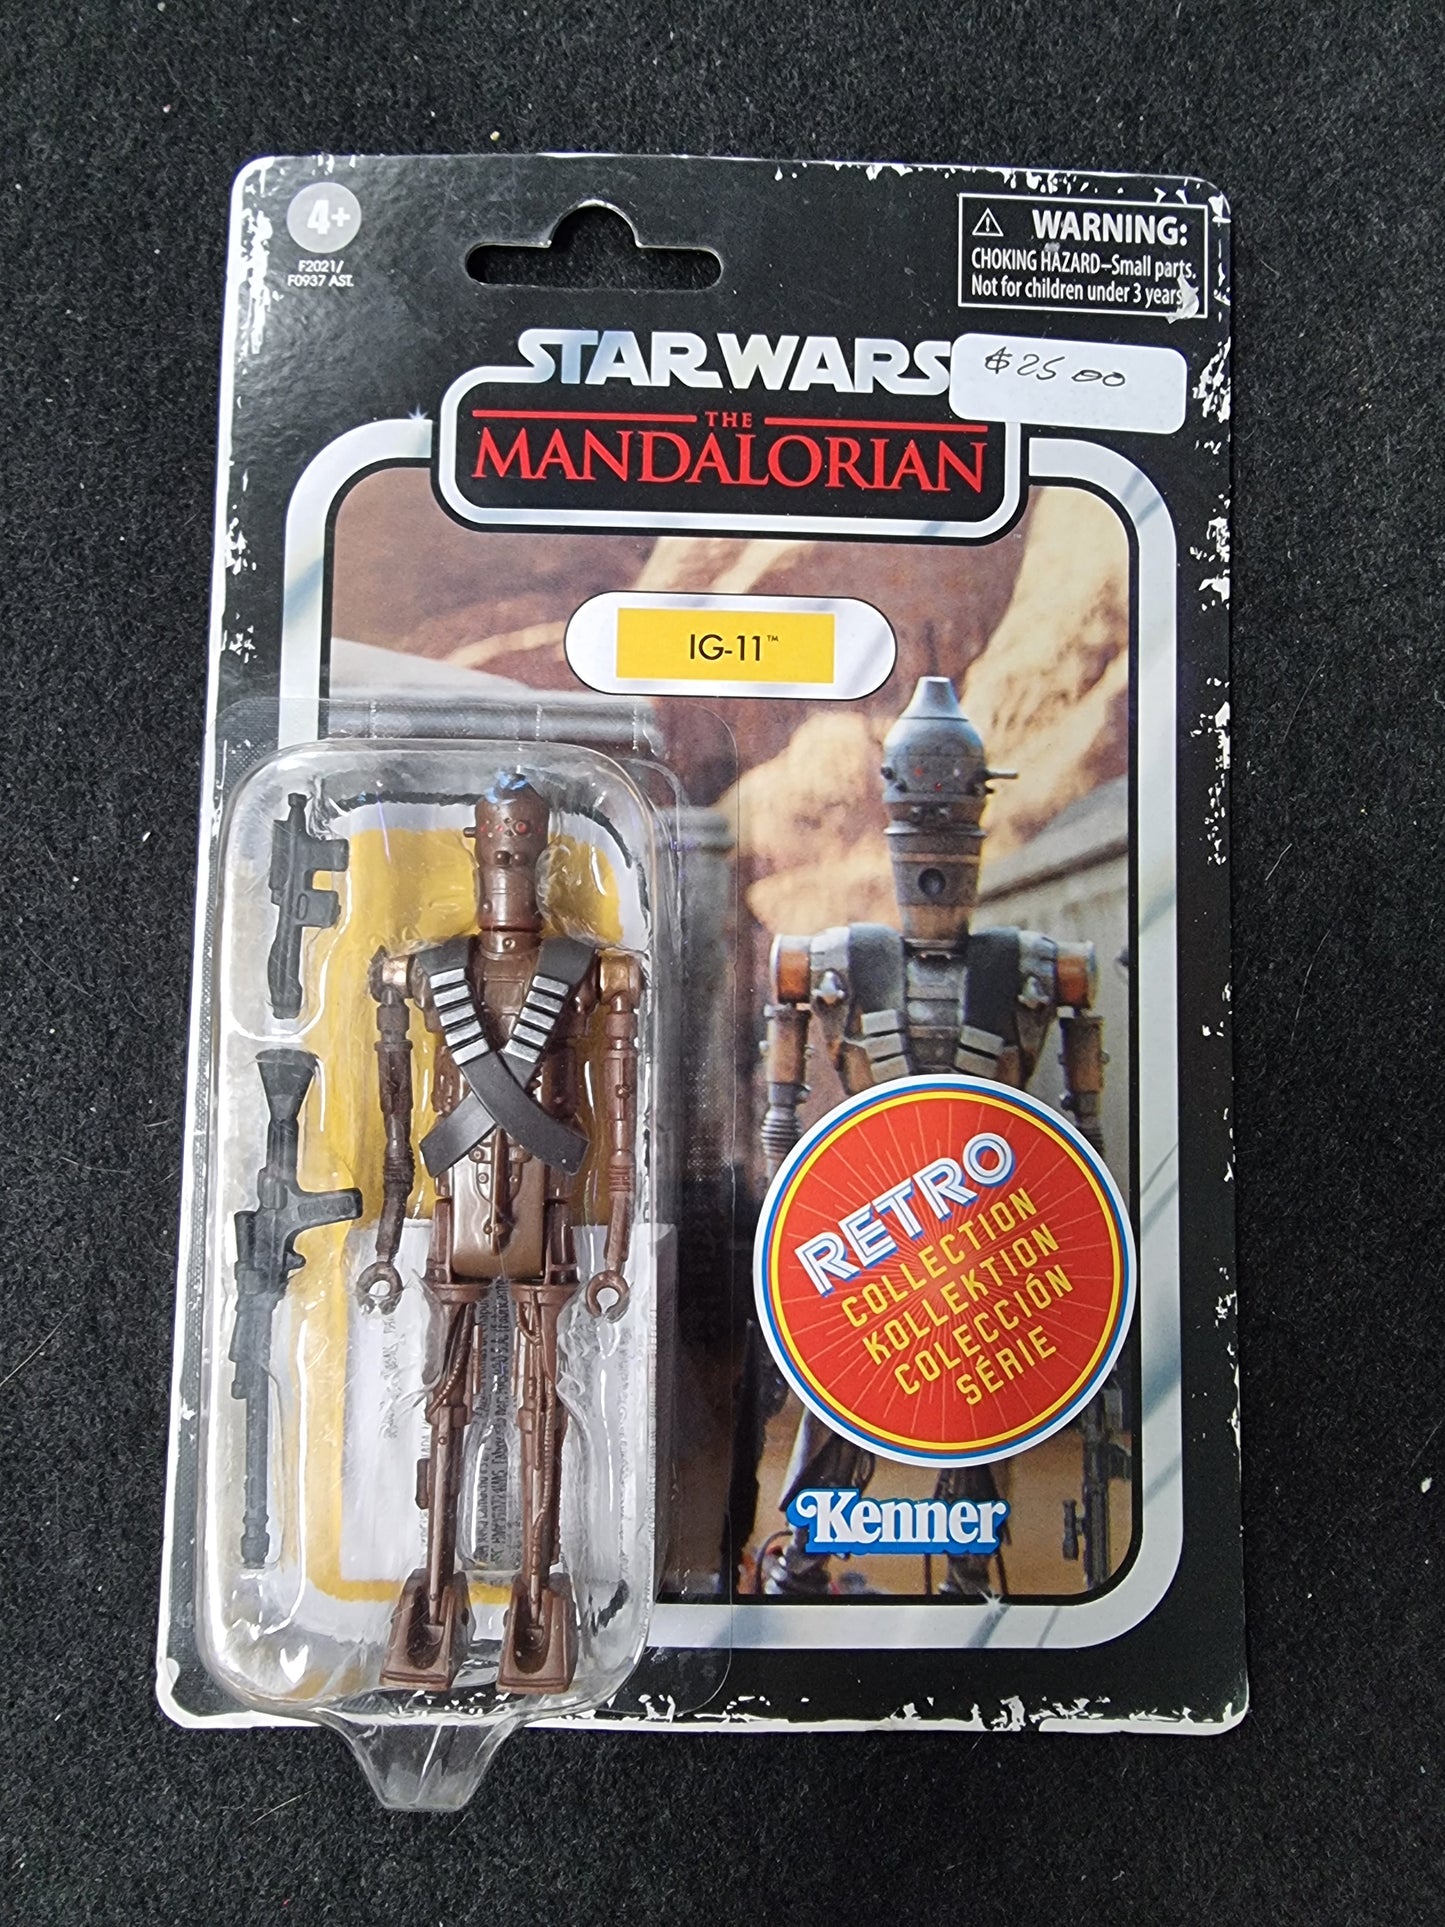 4+
F2021/
F0937 AST.
WARNING:
CHOKING HAZARD–Small parts.
Not for children under 3 years
STAR WARS
$25 00
THE
MANDALORIAN
IG-11™
RETRO
COLLECTION
KOLLEKTION
COLECCIÓN
SÉRIE
Kenner